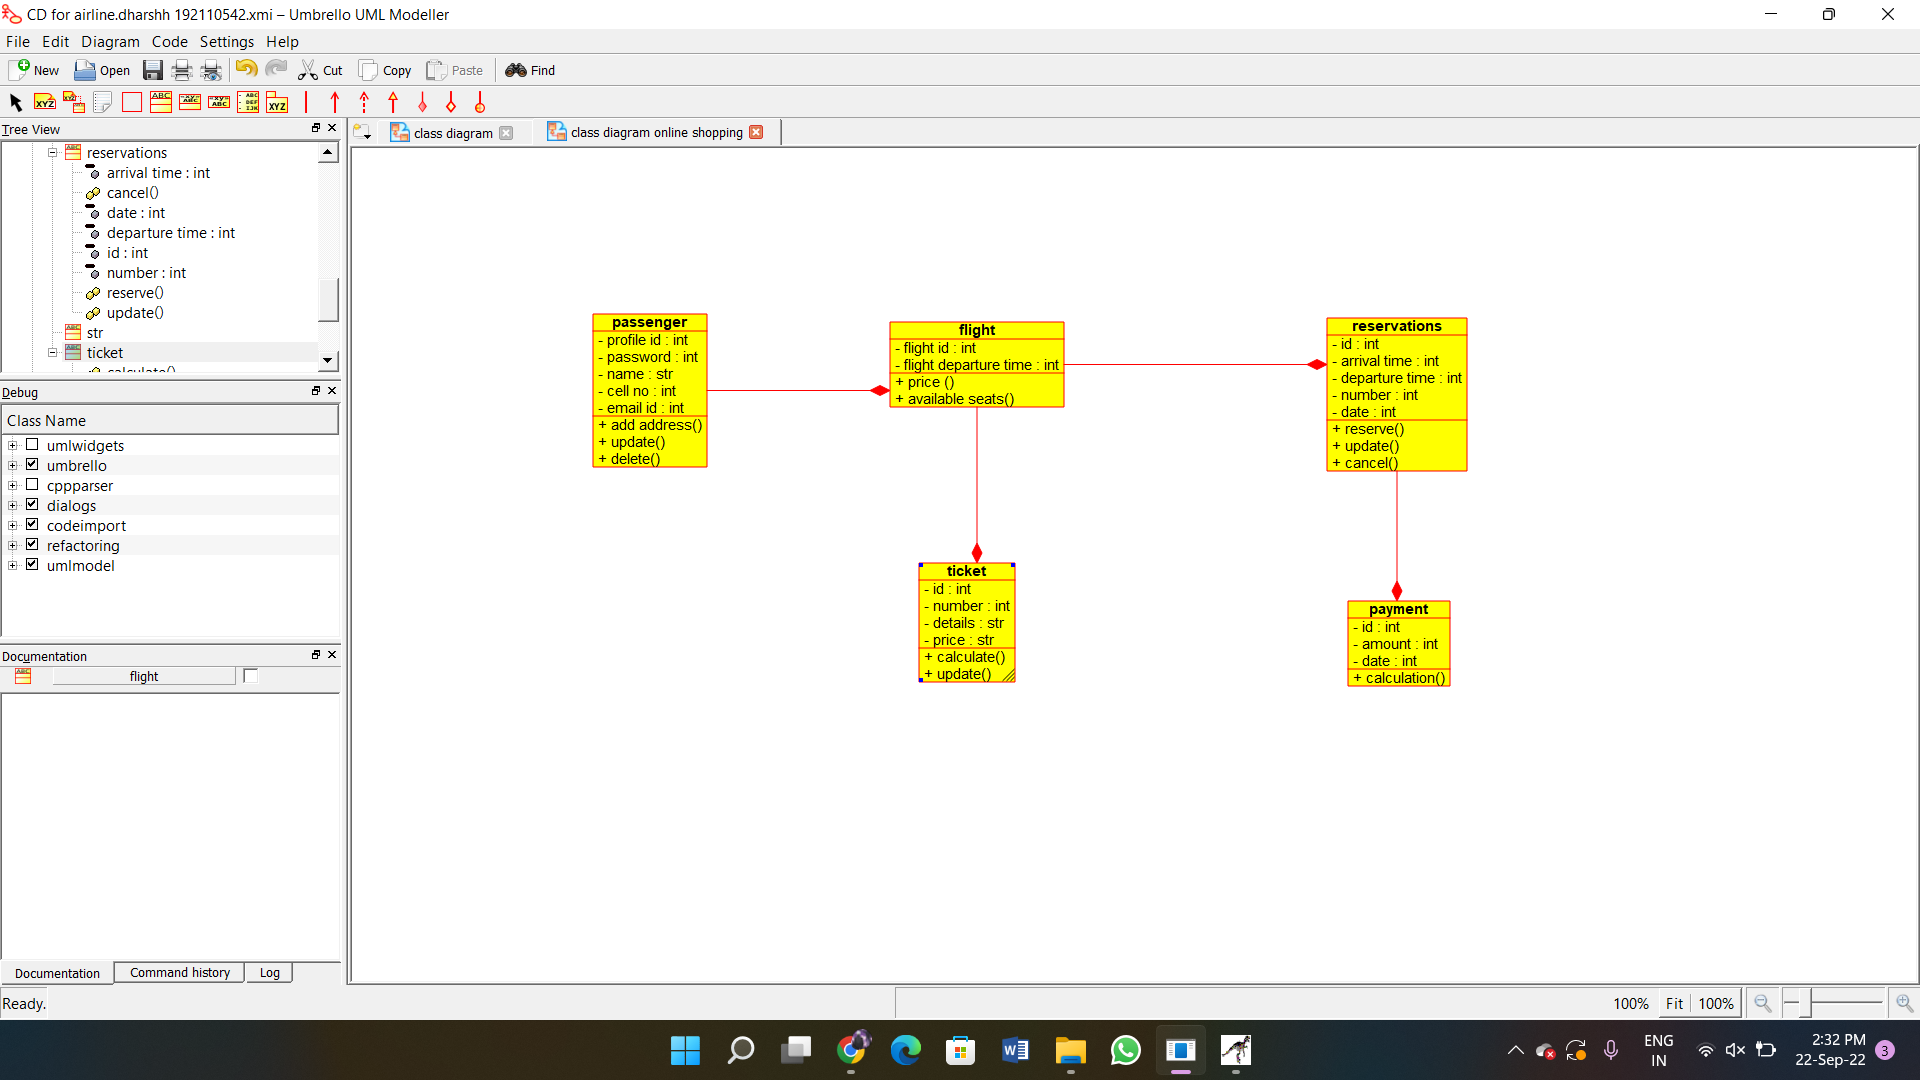 CD for airline.dharshh 192110542.xmi – Umbrello UML Modeller
File Edit Diagram Code Settings Help
New Open Cut Copy Paste Find
Tree View
reservations
arrival time : int
cancel()
date : int
departure time : int
id : int
number : int
reserve()
update()
str
ticket
calculate()
Debug
Class Name
umlwidgets
umbrello
cppparser
dialogs
codeimport
refactoring
umlmodel
Documentation
flight
Documentation Command history Log
Ready.
class diagram
class diagram online shopping
passenger
- profile id : int
- password : int
- name : str
- cell no : int
- email id : int
+ add address()
+ update()
+ delete()
flight
- flight id : int
- flight departure time : int
+ price ()
+ available seats()
reservations
- id : int
- arrival time : int
- departure time : int
- number : int
- date : int
+ reserve()
+ update()
+ cancel()
ticket
- id : int
- number : int
- details : str
- price : str
+ calculate()
+ update()
payment
- id : int
- amount : int
- date : int
+ calculation()
100% Fit 100%
ENG
IN
2:32 PM
22-Sep-22
3